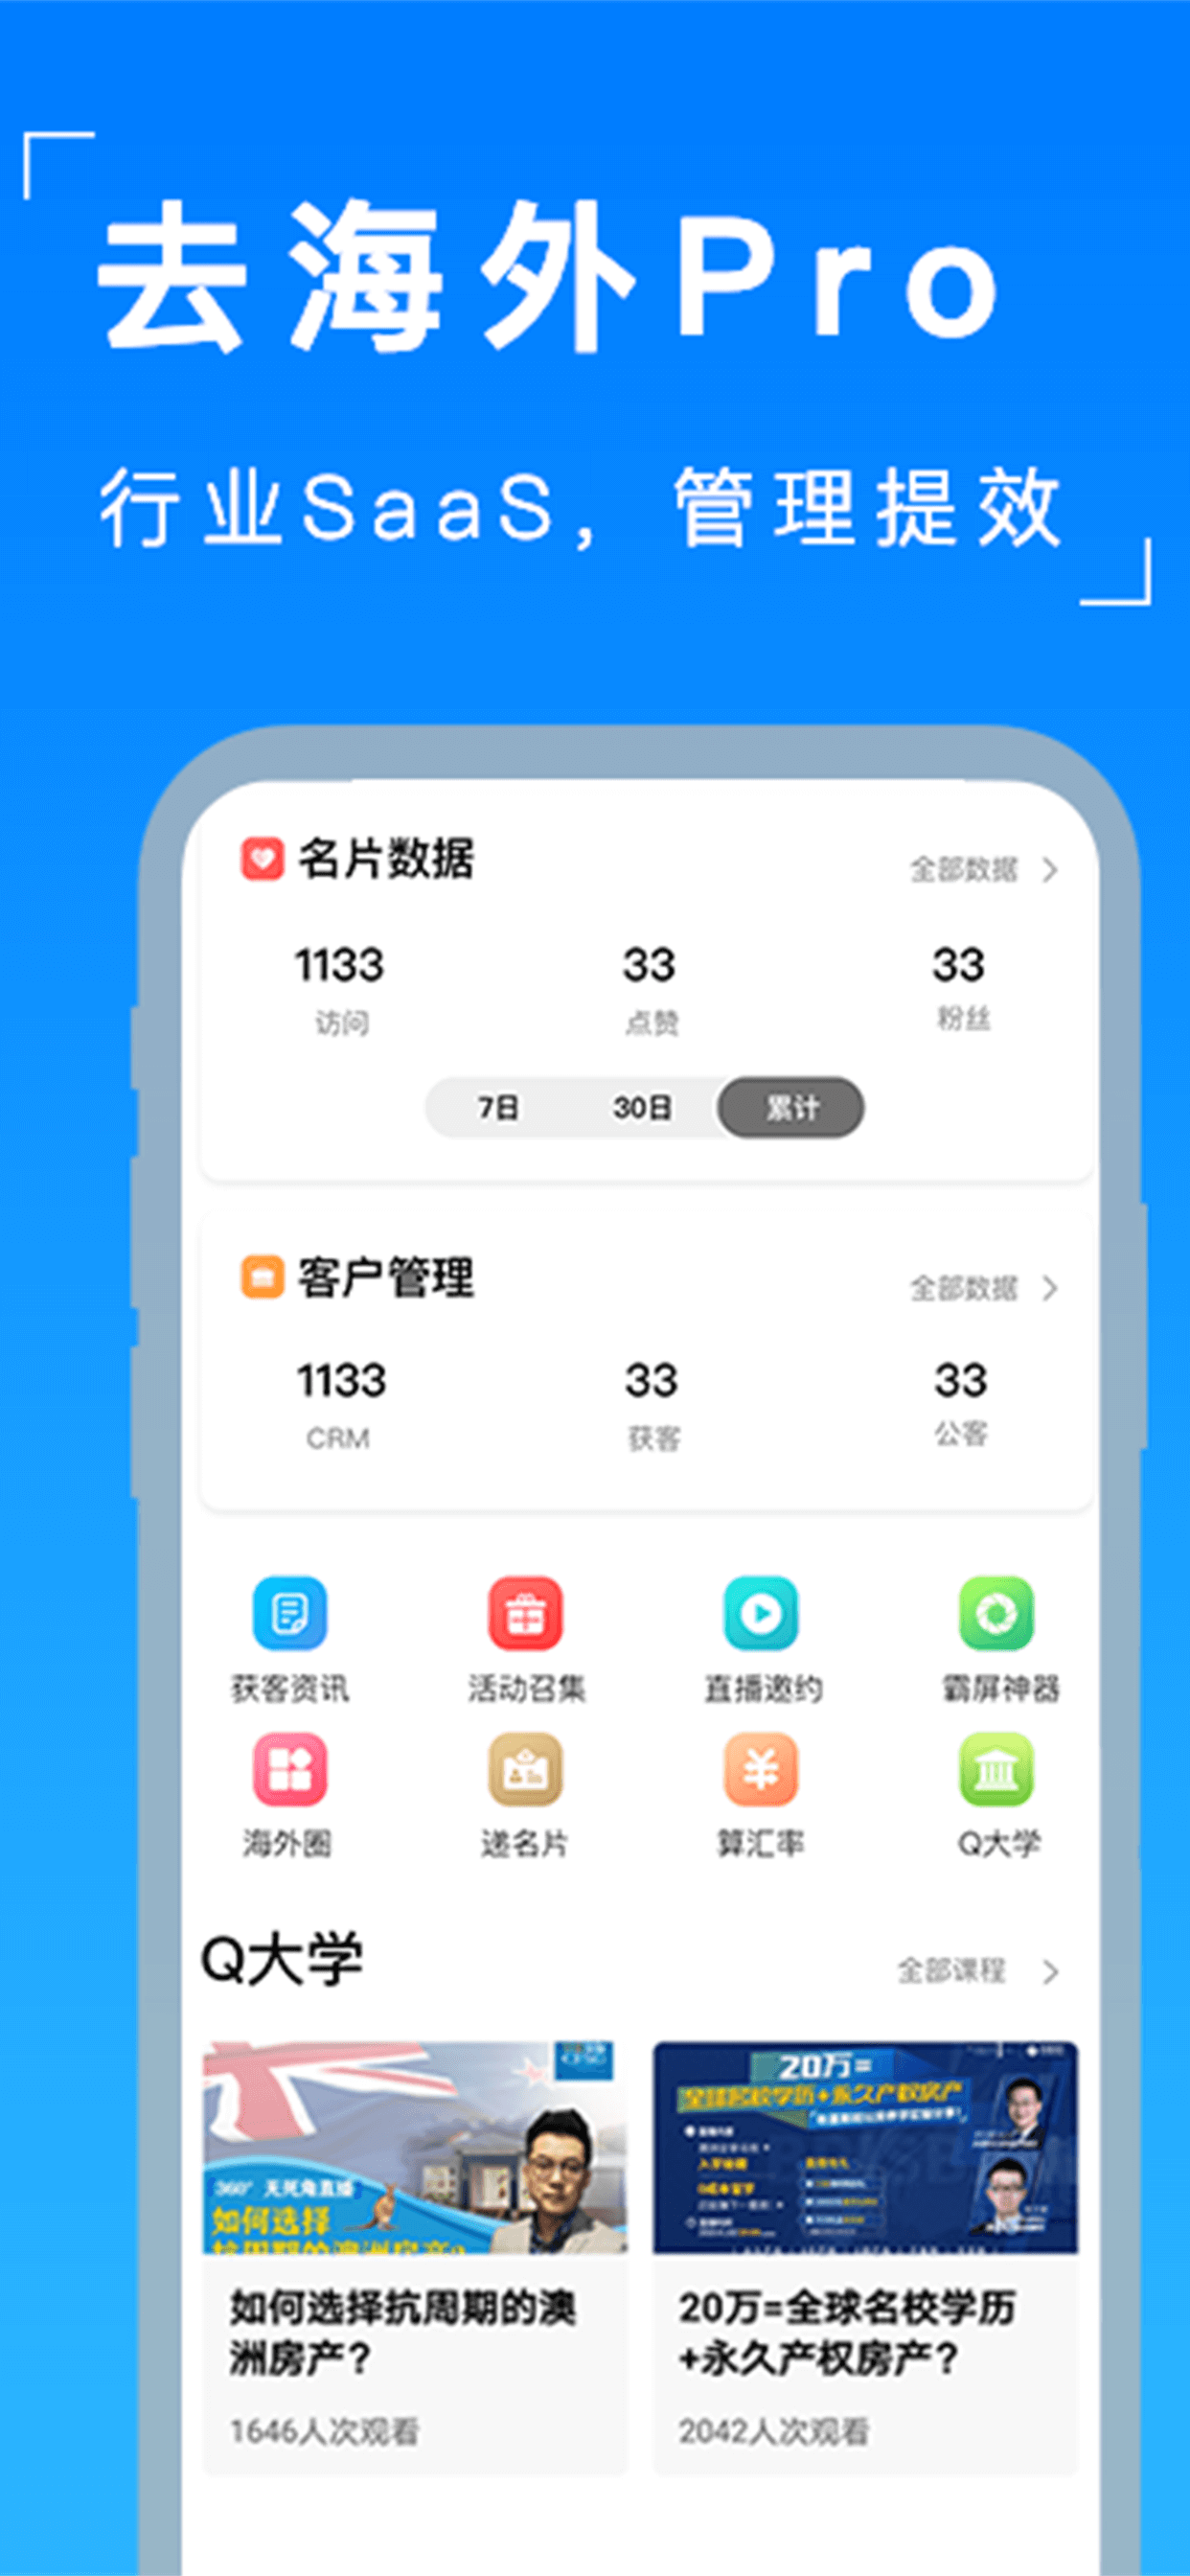 去海外Pro
行业SaaS，管理提效
名片数据
全部数据
1133
33
33
访问
点赞
粉丝
7日
30日
累计
客户管理
全部数据
1133
33
33
CRM
获客
公客
获客资讯
活动召集
直播邀约
霸屏神器
海外圈
递名片
算汇率
Q大学
Q大学
全部课程
360° 无死角直播
如何选择
抗周期的澳洲房产?
20万=
全球名校学历+永久产权房产
如何选择抗周期的澳
洲房产?
20万=全球名校学历
+永久产权房产?
1646人次观看
2042人次观看